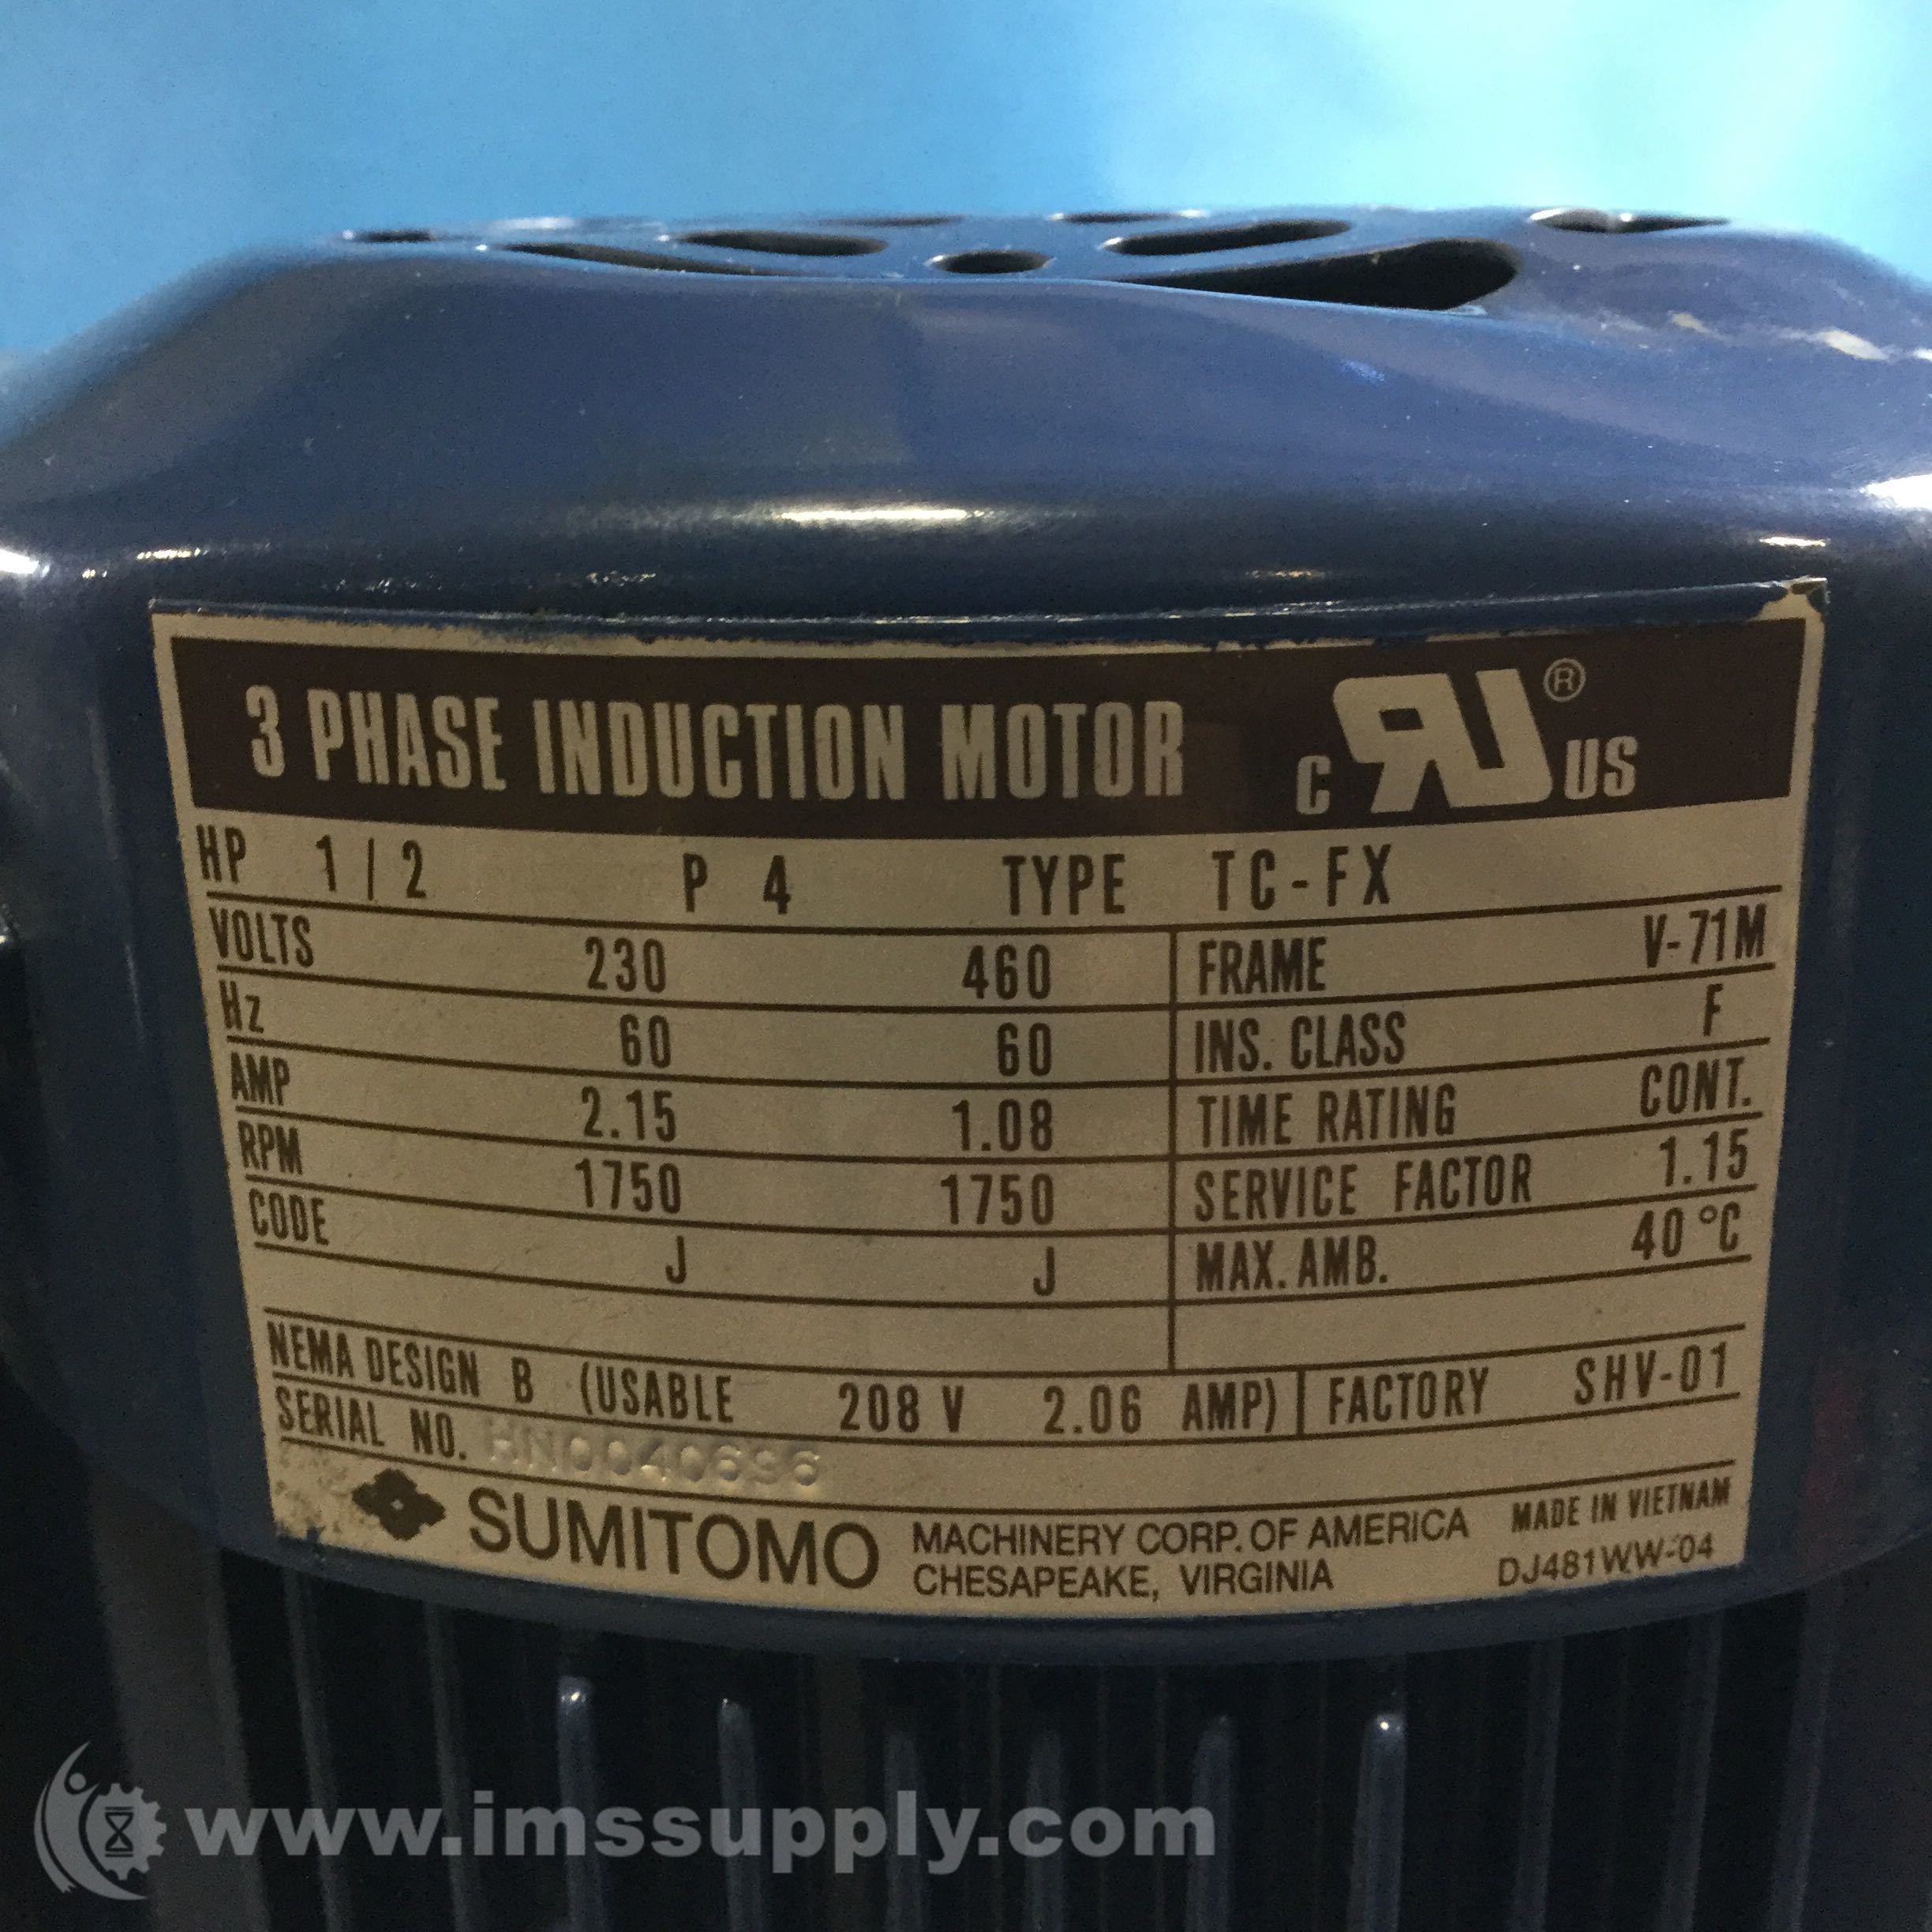 3 PHASE INDUCTION MOTOR c RU ® US
HP 1/2 P 4 TYPE TC-FX
VOLTS 230 460 FRAME V-71M
Hz 60 60 INS. CLASS F
AMP 2.15 1.08 TIME RATING CONT.
RPM 1750 1750 SERVICE FACTOR 1.15
CODE J J MAX. AMB. 40°C
NEMA DESIGN B (USABLE 208 V 2.06 AMP) FACTORY SHV-01
SERIAL NO. HN0040696
SUMITOMO MACHINERY CORP. OF AMERICA MADE IN VIETNAM
CHESAPEAKE, VIRGINIA DJ481WW-04
www.imssupply.com